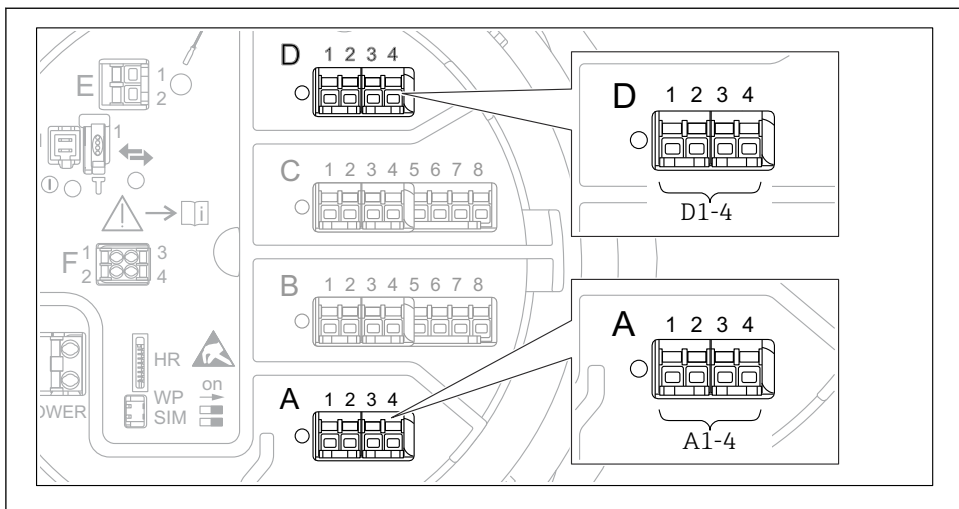 D 1 2 3 4
E 1
2
1
C 1 2 3 4 5 6 7 8
i
F 1 3
2 4
B 1 2 3 4 5 6 7 8
HR
WP on
SIM
OWER
A 1 2 3 4
D 1 2 3 4
D1-4
A 1 2 3 4
A1-4